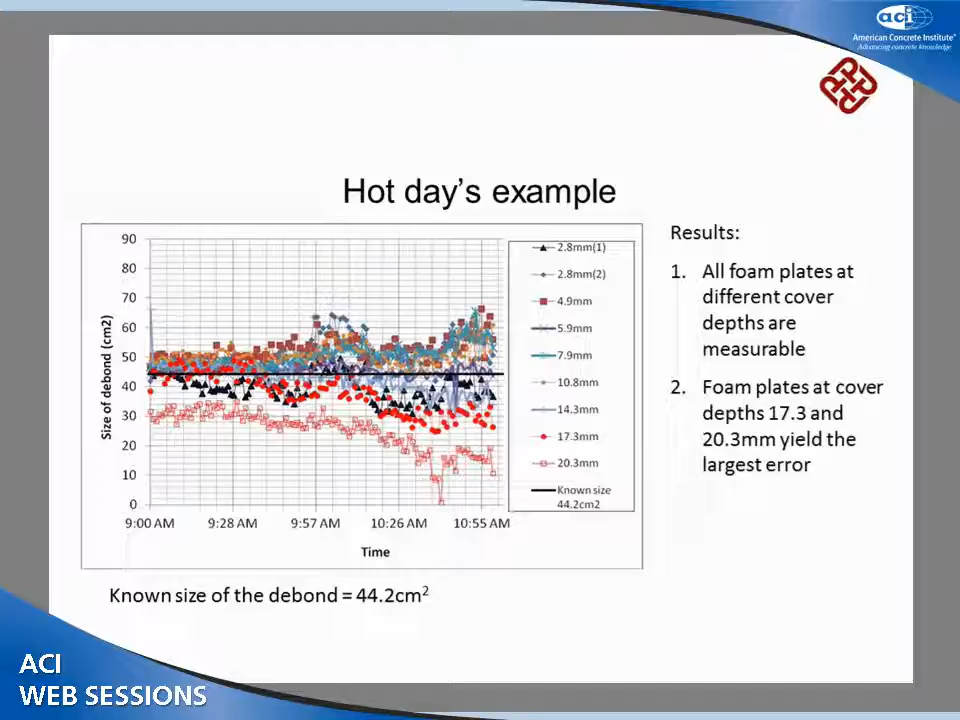 aci
American Concrete Institute®
Advancing concrete knowledge
Hot day's example
90
80
70
60
50
40
30
20
10
0
Size of debond (cm2)
9:00 AM
9:28 AM
9:57 AM
10:26 AM
10:55 AM
Time
2.8mm(1)
2.8mm(2)
4.9mm
5.9mm
7.9mm
10.8mm
14.3mm
17.3mm
20.3mm
Known size
44.2cm2
Results:
1. All foam plates at
different cover
depths are
measurable
2. Foam plates at cover
depths 17.3 and
20.3mm yield the
largest error
Known size of the debond = 44.2cm²
ACI
WEB SESSIONS